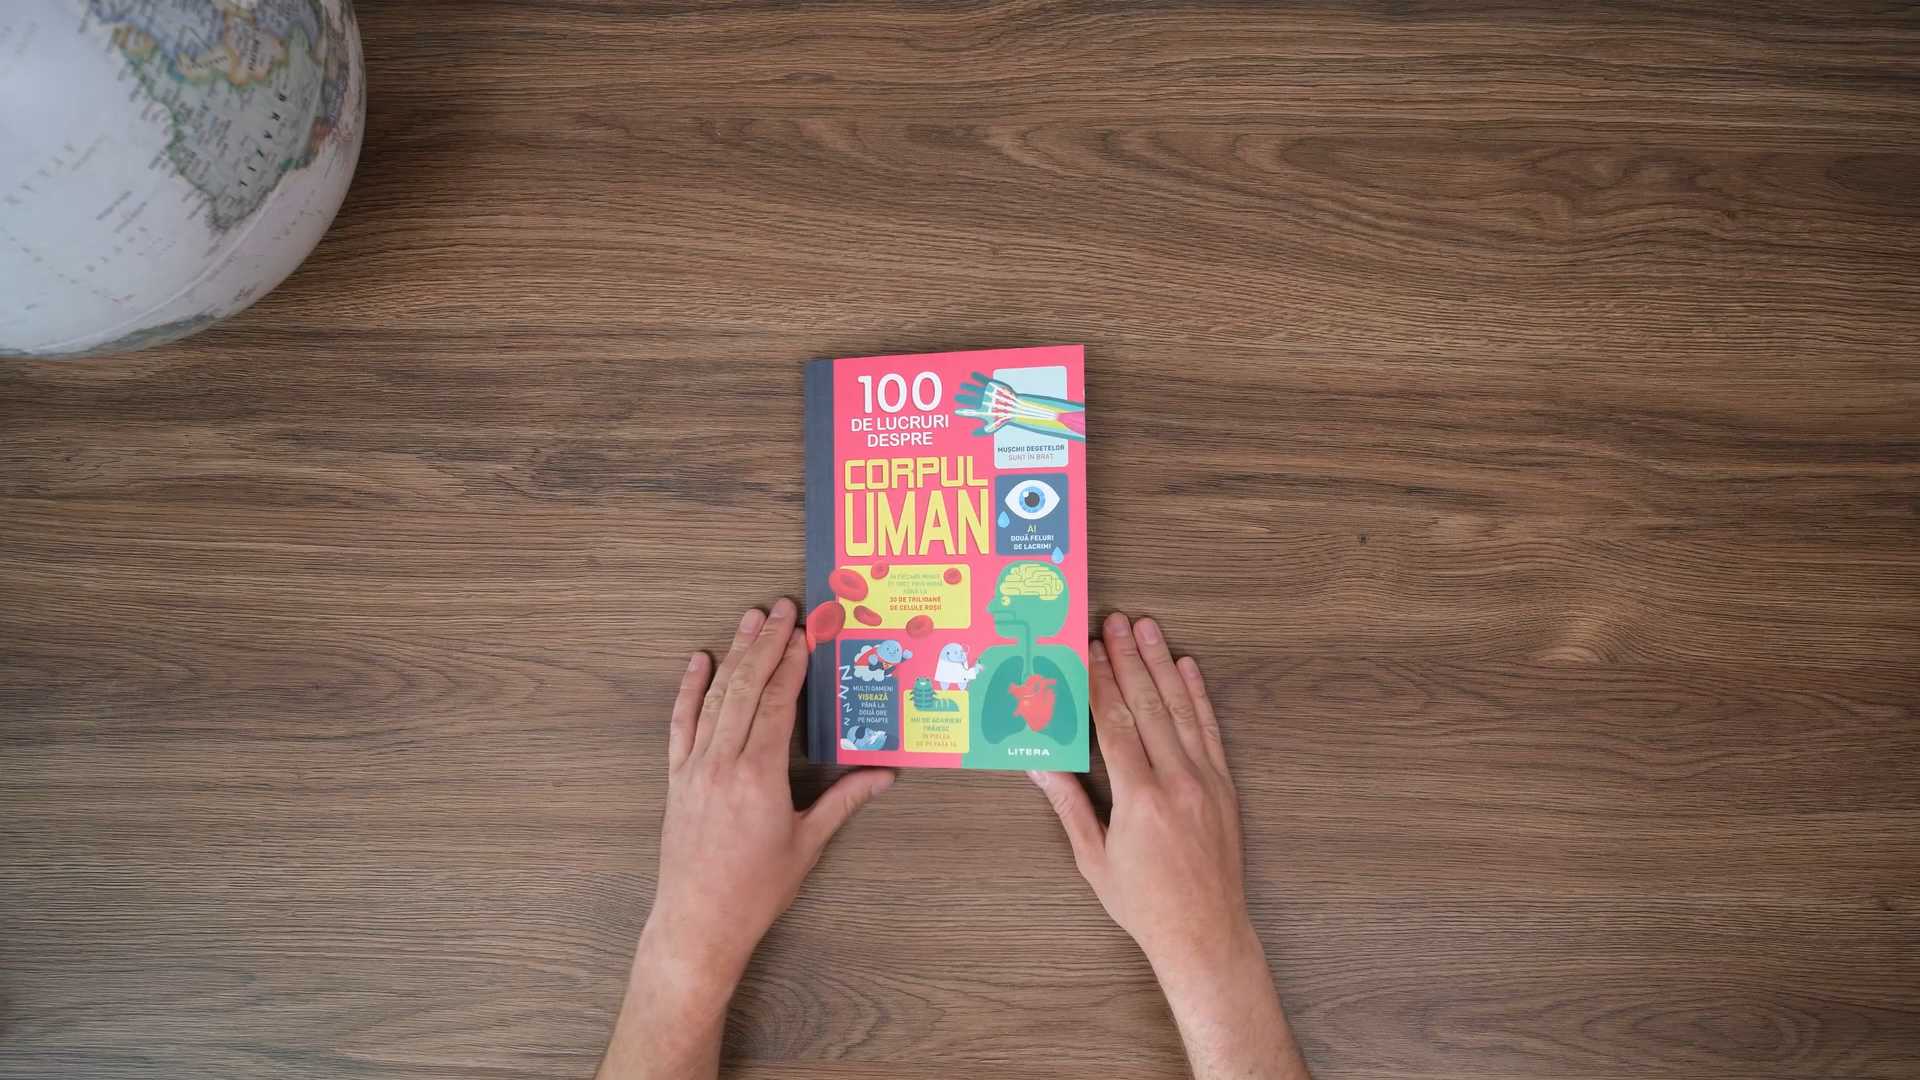 100
DE LUCRURI
DESPRE
CORPUL
UMAN
MUȘCHII DEGETELOR
SUNT ÎN BRAȚ
AI
DOUĂ FELURI
DE LACRIMI
ÎN FIECARE MINUT
ÎȚI TREC PRIN INIMĂ
PÂNĂ LA
30 DE TRILIOANE
DE CELULE ROȘII
Z
Z
Z
Z
Z
MULȚI OAMENI
VISEAZĂ
PÂNĂ LA
DOUĂ ORE
PE NOAPTE
MII DE ACARIENI
TRĂIESC
ÎN PIELEA
DE PE FAȚA TA
LITERA